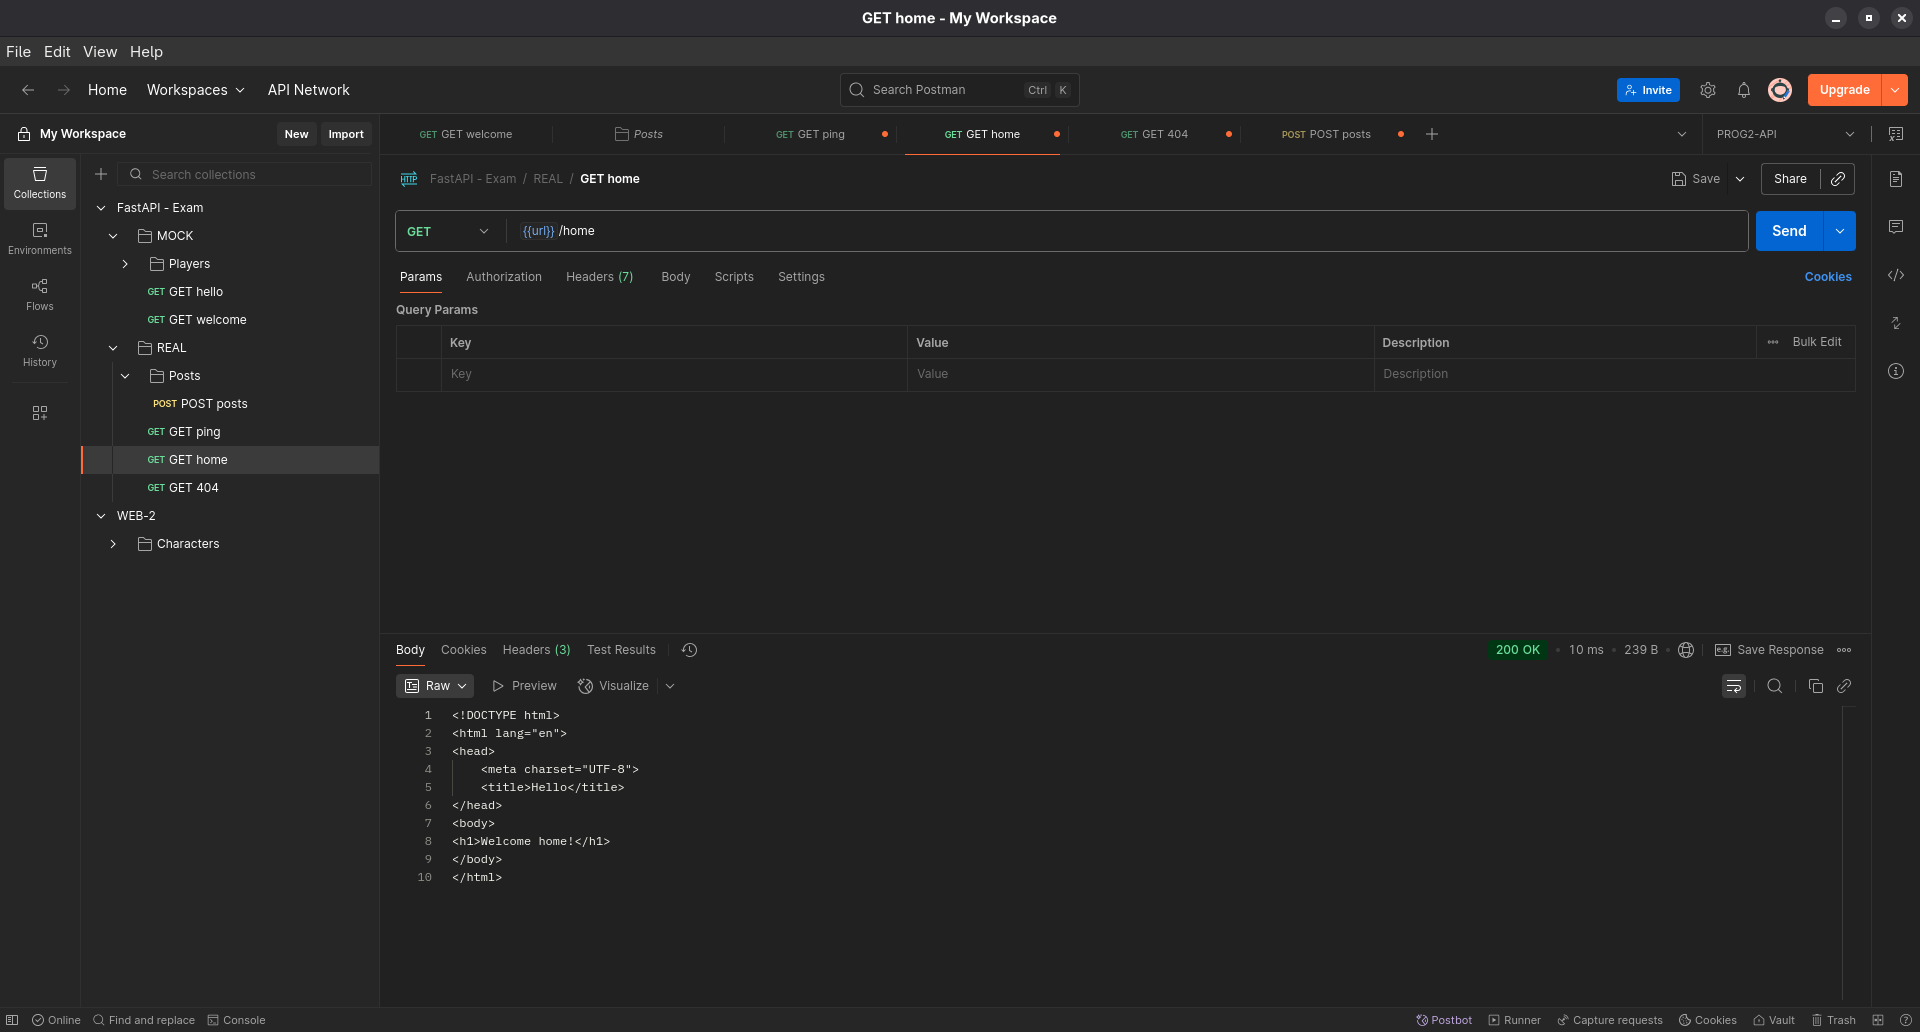 GET home - My Workspace
File Edit View Help
Home Workspaces API Network
Search Postman Ctrl K
Invite
Upgrade
My Workspace New Import
GET GET welcome
Posts
GET GET ping
GET GET home
GET GET 404
POST POST posts
PROG2-API
Collections
Environments
Flows
History
Search collections
FastAPI - Exam
MOCK
Players
GET GET hello
GET GET welcome
REAL
Posts
POST POST posts
GET GET ping
GET GET home
GET GET 404
WEB-2
Characters
HTTP FastAPI - Exam / REAL / GET home
Save Share
GET {{url}} /home Send
Params Authorization Headers (7) Body Scripts Settings Cookies
Query Params
Key Value Description Bulk Edit
Key Value Description
Body Cookies Headers (3) Test Results
200 OK • 10 ms • 239 B • e.g. Save Response
Raw Preview Visualize
1 <!DOCTYPE html>
2 <html lang="en">
3 <head>
4 <meta charset="UTF-8">
5 <title>Hello</title>
6 </head>
7 <body>
8 <h1>Welcome home!</h1>
9 </body>
10 </html>
Online Find and replace Console
Postbot Runner Capture requests Cookies Vault Trash